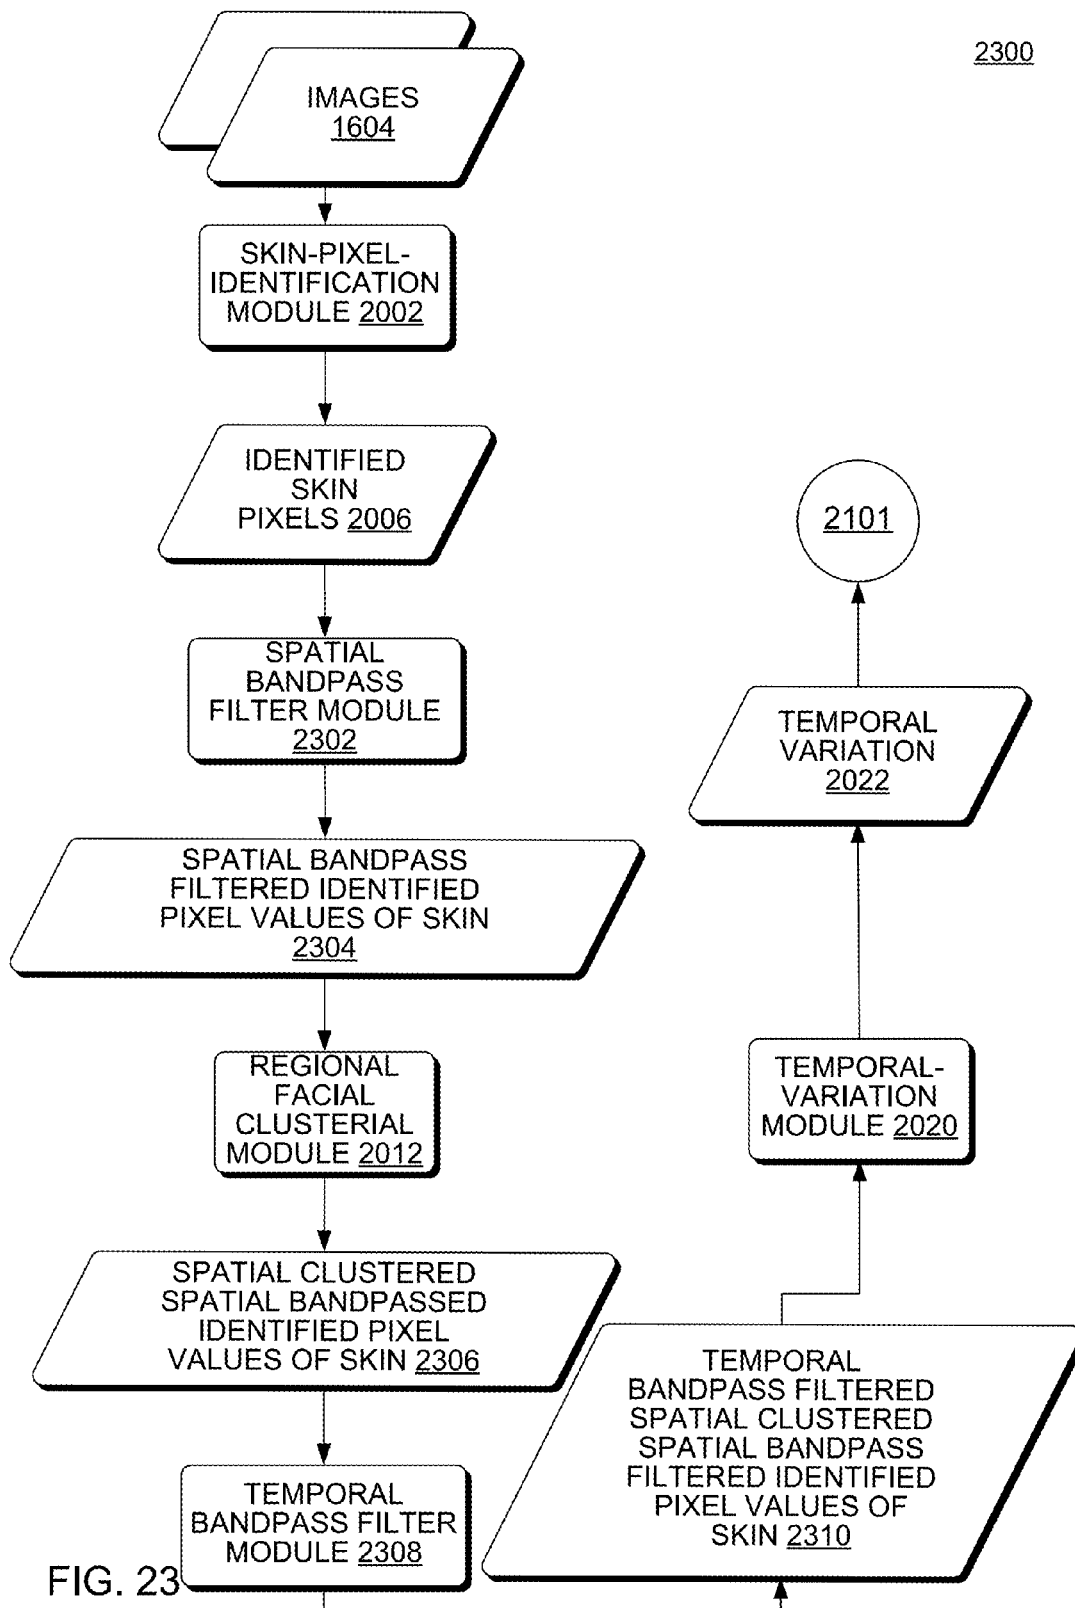 2300
IMAGES
1604
SKIN-PIXEL-
IDENTIFICATION
MODULE 2002
IDENTIFIED
SKIN
PIXELS 2006
SPATIAL
BANDPASS
FILTER MODULE
2302
SPATIAL BANDPASS
FILTERED IDENTIFIED
PIXEL VALUES OF SKIN
2304
REGIONAL
FACIAL
CLUSTERIAL
MODULE 2012
SPATIAL CLUSTERED
SPATIAL BANDPASSED
IDENTIFIED PIXEL
VALUES OF SKIN 2306
TEMPORAL
BANDPASS FILTER
MODULE 2308
TEMPORAL
BANDPASS FILTERED
SPATIAL CLUSTERED
SPATIAL BANDPASS
FILTERED IDENTIFIED
PIXEL VALUES OF
SKIN 2310
TEMPORAL-
VARIATION
MODULE 2020
TEMPORAL
VARIATION
2022
2101
FIG. 23